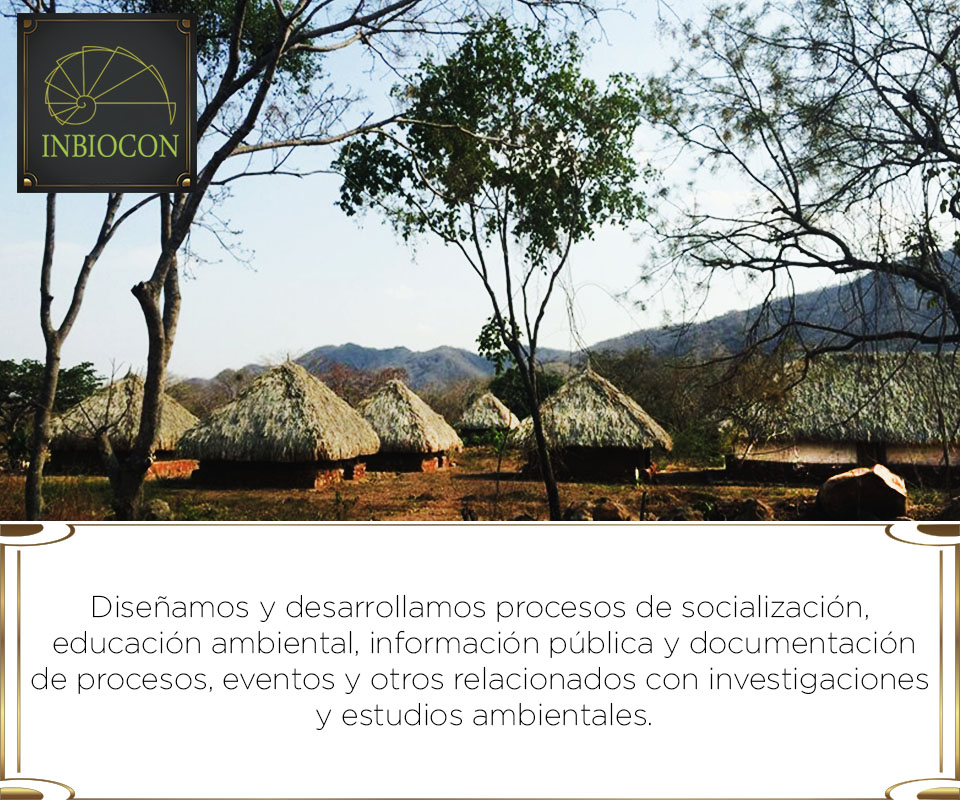 INBIOCON
Diseñamos y desarrollamos procesos de socialización,
educación ambiental, información pública y documentación
de procesos, eventos y otros relacionados con investigaciones
y estudios ambientales.